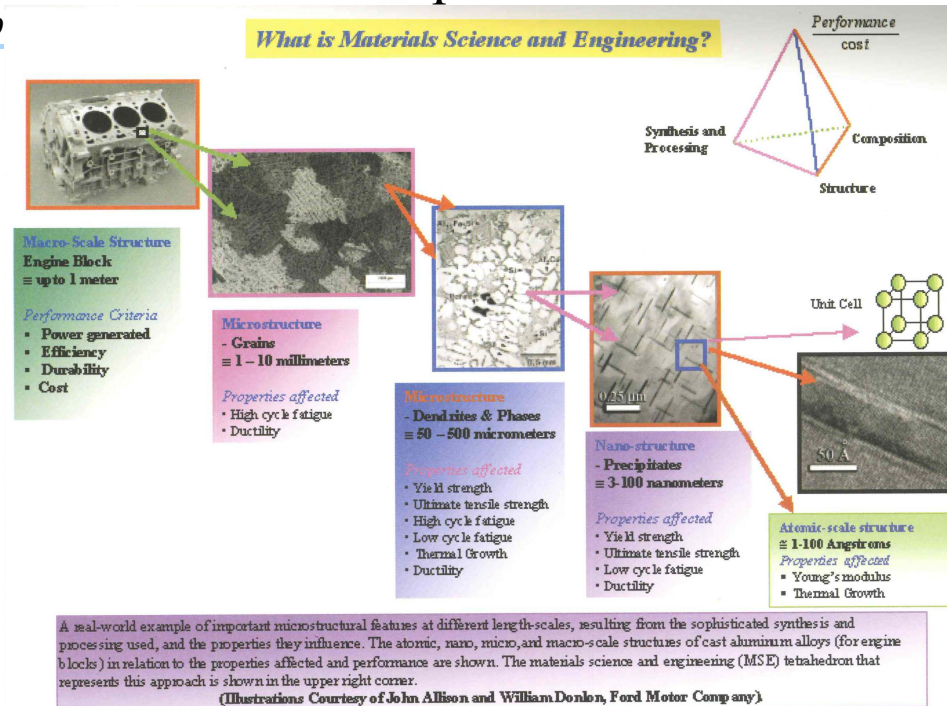 What is Materials Science and Engineering?
Performance
cost
Synthesis and
Processing
Composition
Structure
Macro-Scale Structure
Engine Block
≡ upto 1 meter
Performance Criteria
▪ Power generated
▪ Efficiency
▪ Durability
▪ Cost
Microstructure
- Grains
≡ 1 – 10 millimeters
Properties affected
• High cycle fatigue
• Ductility
Microstructure
- Dendrites & Phases
≡ 50 – 500 micrometers
Properties affected
• Yield strength
• Ultimate tensile strength
• High cycle fatigue
• Low cycle fatigue
• Thermal Growth
• Ductility
0.25 μm
Nano-structure
- Precipitates
≡ 3-100 nanometers
Properties affected
• Yield strength
• Ultimate tensile strength
• Low cycle fatigue
• Ductility
Unit Cell
50 Å
Atomic-scale structure
≅ 1-100 Angstroms
Properties affected
▪ Young's modulus
▪ Thermal Growth
A real-world example of important microstructural features at different length-scales, resulting from the sophisticated synthesis and
processing used, and the properties they influence. The atomic, nano, micro, and macro-scale structures of cast aluminum alloys (for engine
blocks) in relation to the properties affected and performance are shown. The materials science and engineering (MSE) tetrahedron that
represents this approach is shown in the upper right corner.
(Illustrations Courtesy of John Allison and William Donlon, Ford Motor Company).